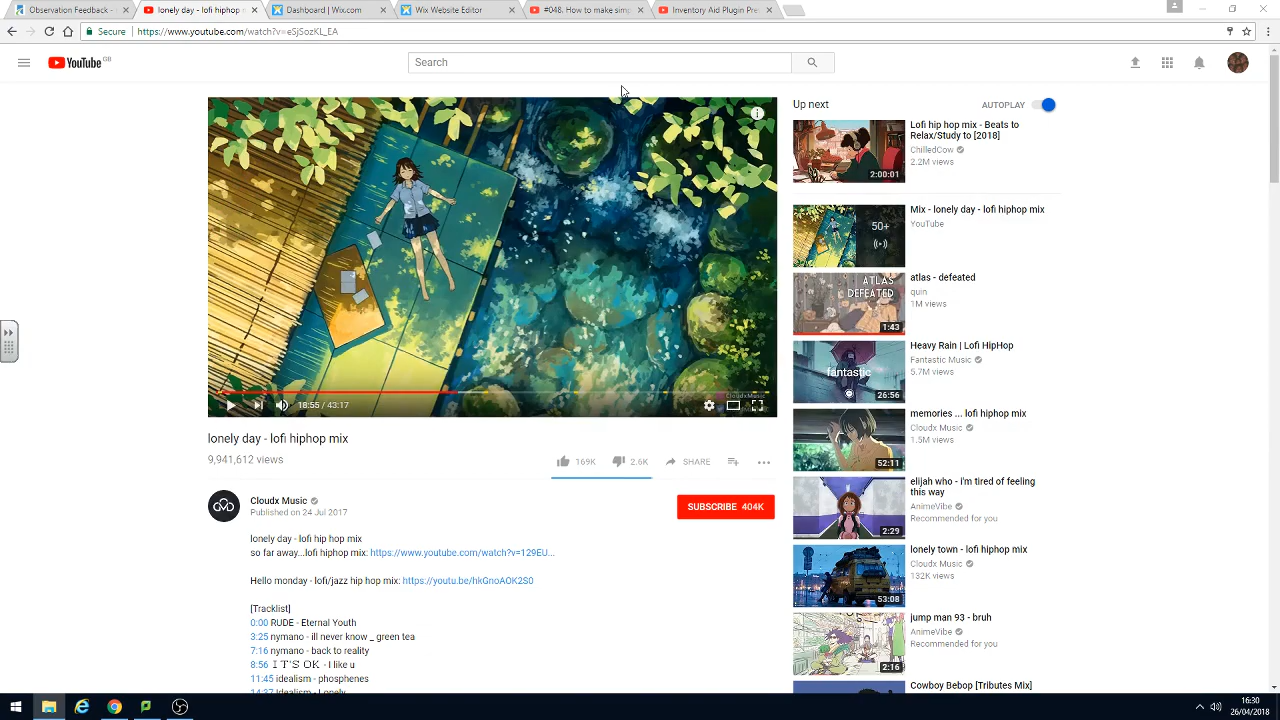 Observation Feedback -
lonely day - lofi hiphop m
Dashboard | Wix.com
Wix Website Editor
#048. How to make simp
Inventory Aid Plugin Pre
Secure
https://www.youtube.com/watch?v=eSjSozKL_EA
YouTube GB
Search
Up next
AUTOPLAY
Lofi hip hop mix - Beats to
Relax/Study to [2018]
ChilledCow
2.2M views
2:00:01
Mix - lonely day - lofi hiphop mix
YouTube
50+
atlas - defeated
quin
1M views
ATLAS
DEFEATED
1:43
Heavy Rain | Lofi HipHop
Fantastic Music
5.7M views
fantastic
26:56
memories ... lofi hiphop mix
Cloudx Music
1.5M views
52:11
elijah who - i'm tired of feeling
this way
AnimeVibe
Recommended for you
2:29
lonely town - lofi hiphop mix
Cloudx Music
132K views
53:08
jump man 93 - bruh
AnimeVibe
Recommended for you
2:16
Cowboy Bebop [Tributes Mix]
CloudxMusic
18:55 / 43:17
lonely day - lofi hiphop mix
9,941,612 views
169K
2.6K
SHARE
Cloudx Music
Published on 24 Jul 2017
SUBSCRIBE 404K
lonely day - lofi hip hop mix
so far away...lofi hiphop mix: https://www.youtube.com/watch?v=129EU...
Hello monday - lofi/jazz hip hop mix: https://youtu.be/hkGnoAOK2S0
[Tracklist]
0:00 RUDE - Eternal Youth
3:25 nymano - ill never know _ green tea
7:16 nymano - back to reality
8:56 I T ' S O K - I like u
11:45 idealism - phosphenes
14:37 Idealism - Lonely
16:30
26/04/2018